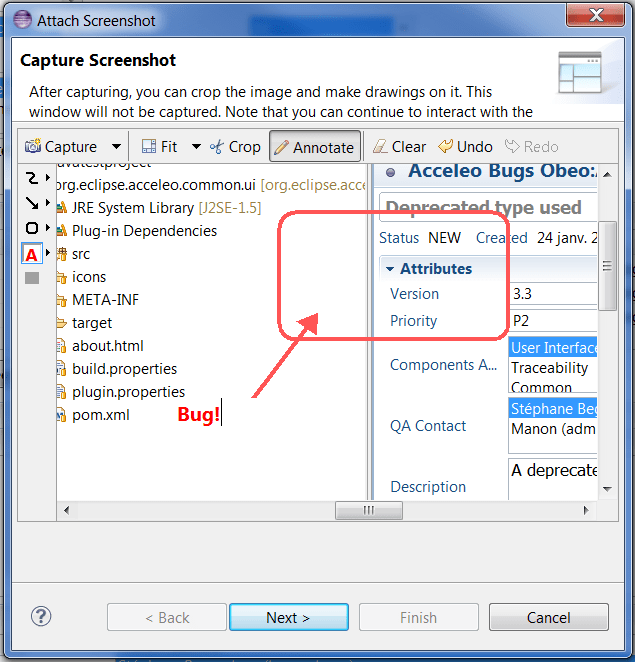 Attach Screenshot
Capture Screenshot
After capturing, you can crop the image and make drawings on it. This
window will not be captured. Note that you can continue to interact with the
Capture Fit Crop Annotate Clear Undo Redo
org.eclipse.acceleo.common.ui [org.eclipse.acce
JRE System Library [J2SE-1.5]
Plug-in Dependencies
src
icons
META-INF
target
about.html
build.properties
plugin.properties
pom.xml
Bug!
A
Acceleo Bugs Obeo:
Deprecated type used
Status NEW Created 24 janv. 2
Attributes
Version 3.3
Priority P2
Components A... User Interface
Traceability
Common
QA Contact Stéphane Beg
Manon (adm
Description A deprecate
? < Back Next > Finish Cancel